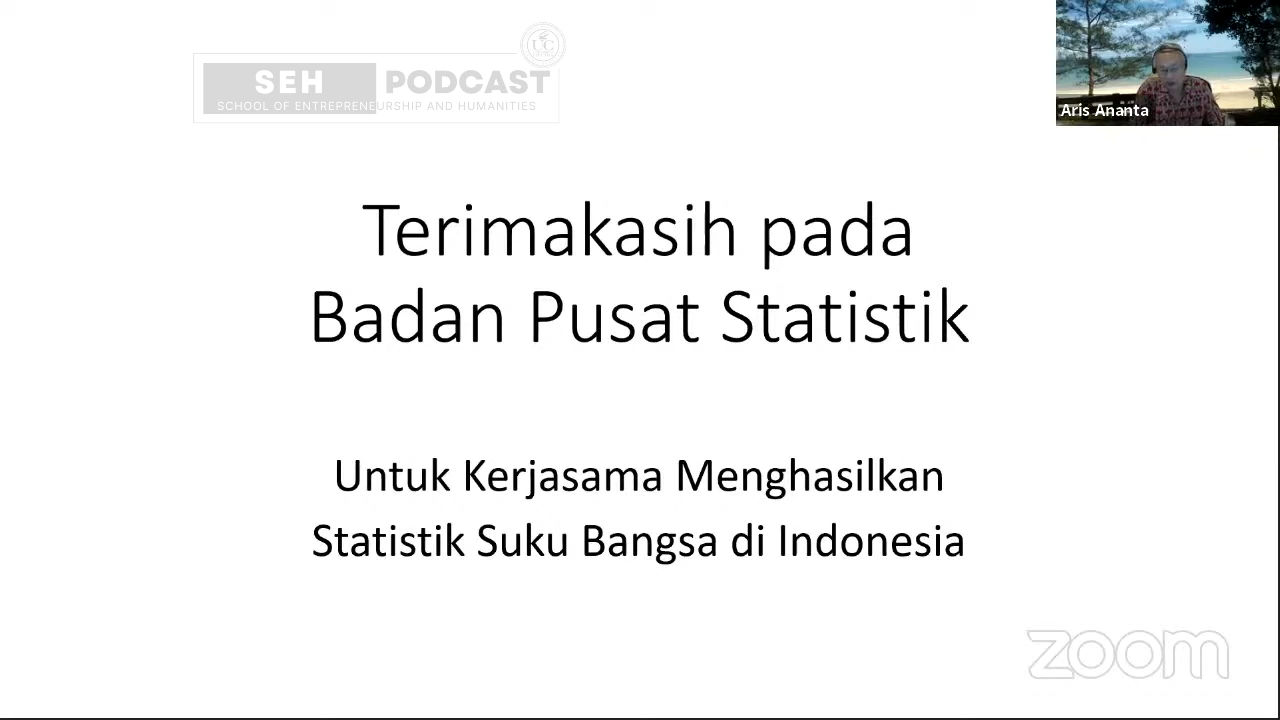 UC
SEH PODCAST
SCHOOL OF ENTREPRENEURSHIP AND HUMANITIES
Aris Ananta
Terimakasih pada
Badan Pusat Statistik
Untuk Kerjasama Menghasilkan
Statistik Suku Bangsa di Indonesia
zoom